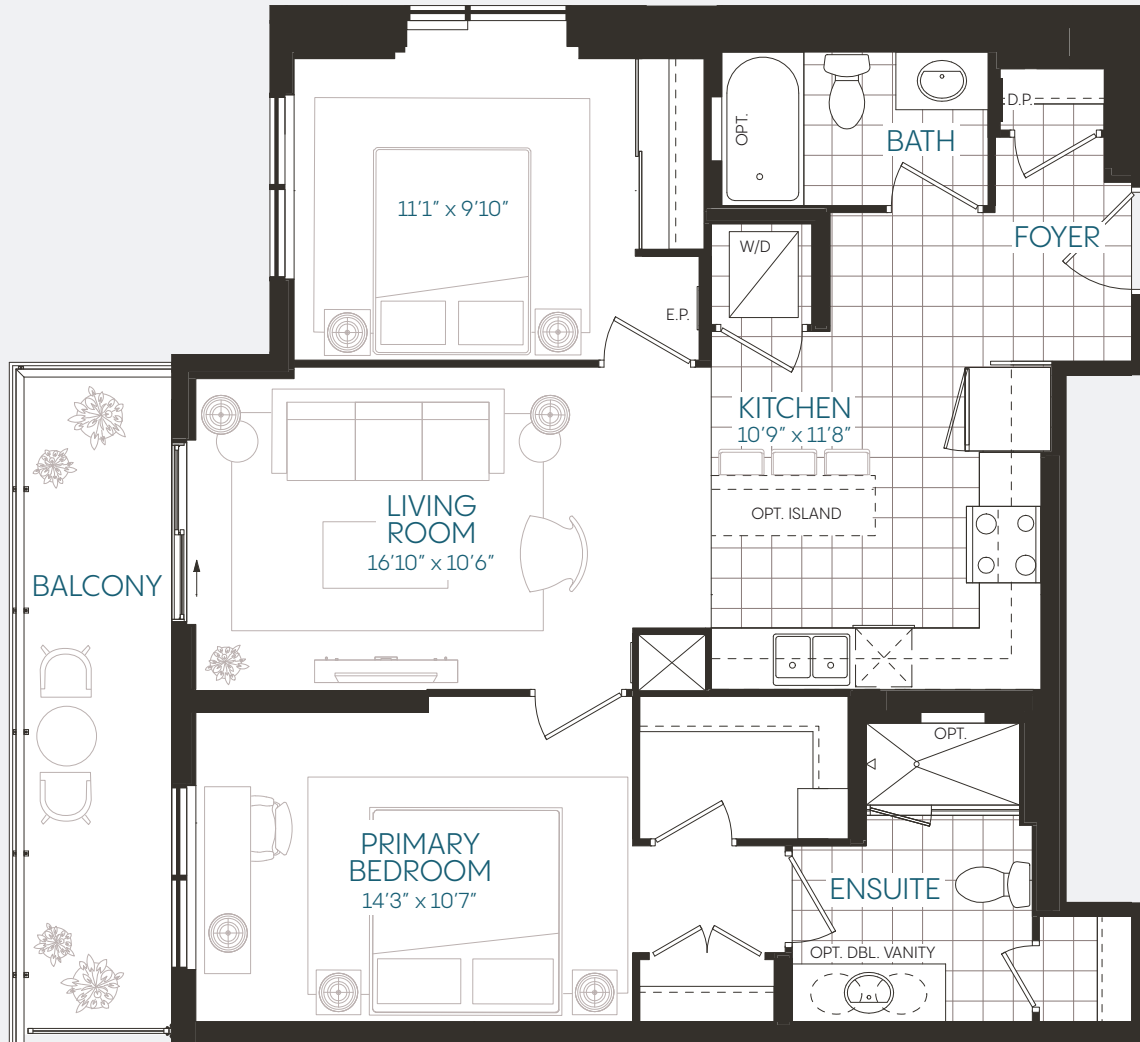 OPT.
BATH
D.P.
11'1" x 9'10"
W/D
FOYER
E.P.
KITCHEN
10'9" x 11'8"
OPT. ISLAND
LIVING
ROOM
16'10" x 10'6"
BALCONY
OPT.
PRIMARY
BEDROOM
14'3" x 10'7"
ENSUITE
OPT. DBL. VANITY